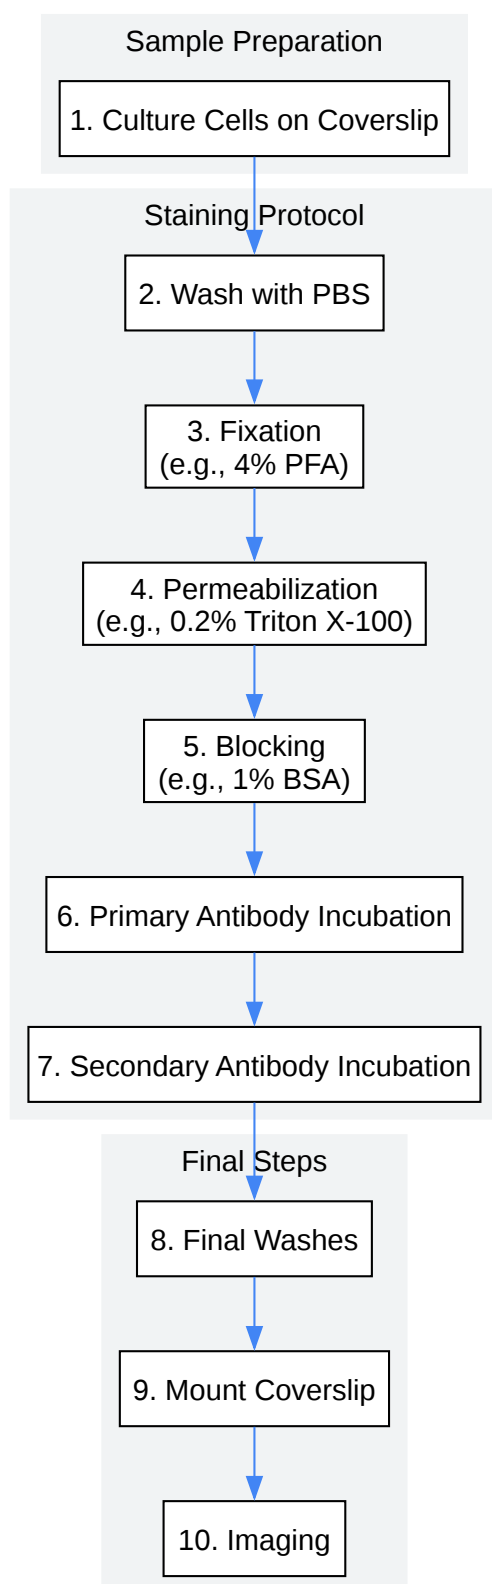 Sample Preparation
1. Culture Cells on Coverslip
Staining Protocol
2. Wash with PBS
3. Fixation
(e.g., 4% PFA)
4. Permeabilization
(e.g., 0.2% Triton X-100)
5. Blocking
(e.g., 1% BSA)
6. Primary Antibody Incubation
7. Secondary Antibody Incubation
Final Steps
8. Final Washes
9. Mount Coverslip
10. Imaging